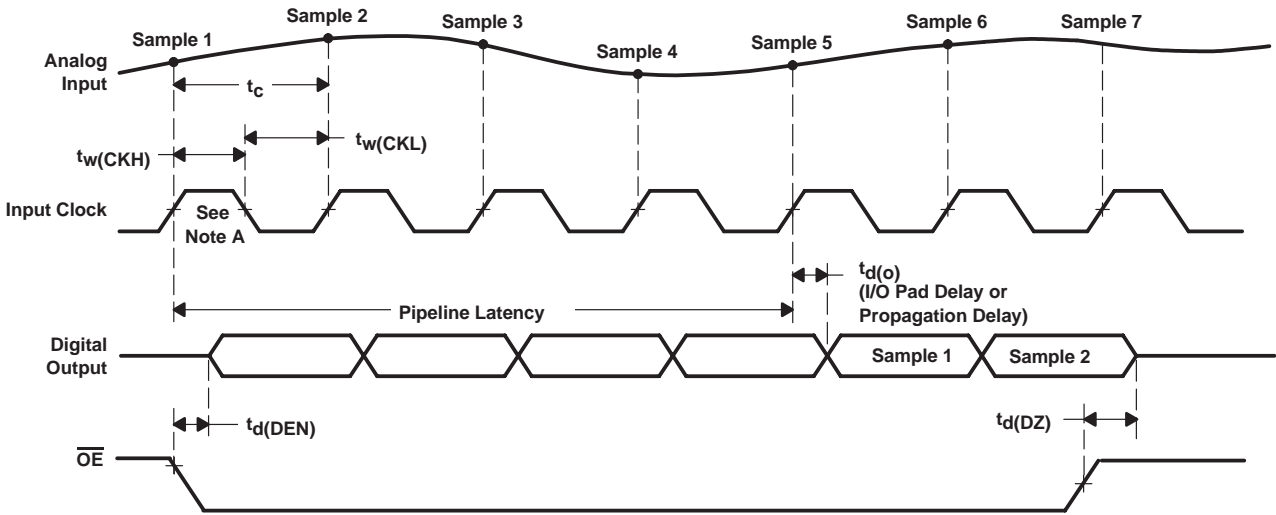 Sample 1
Sample 2
Sample 3
Sample 4
Sample 5
Sample 6
Sample 7
Analog
Input
tc
tw(CKH)
tw(CKL)
Input Clock
See
Note A
td(o)
(I/O Pad Delay or
Propagation Delay)
Pipeline Latency
Digital
Output
Sample 1
Sample 2
td(DEN)
td(DZ)
OE